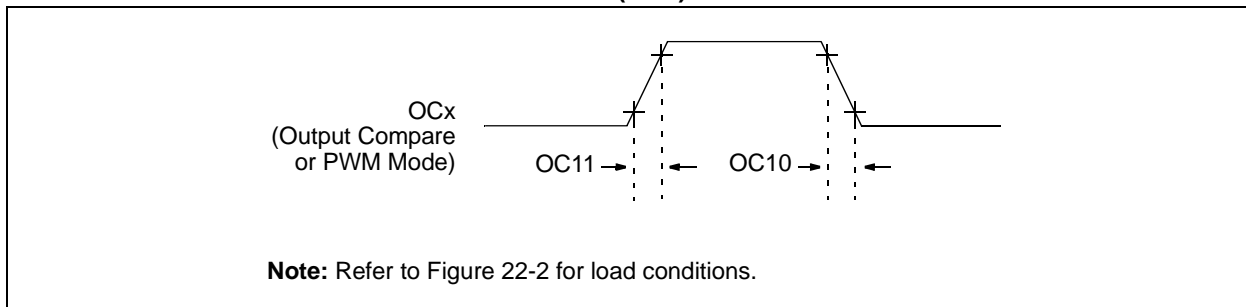 OCx
(Output Compare
or PWM Mode)
OC11
OC10
Note: Refer to Figure 22-2 for load conditions.